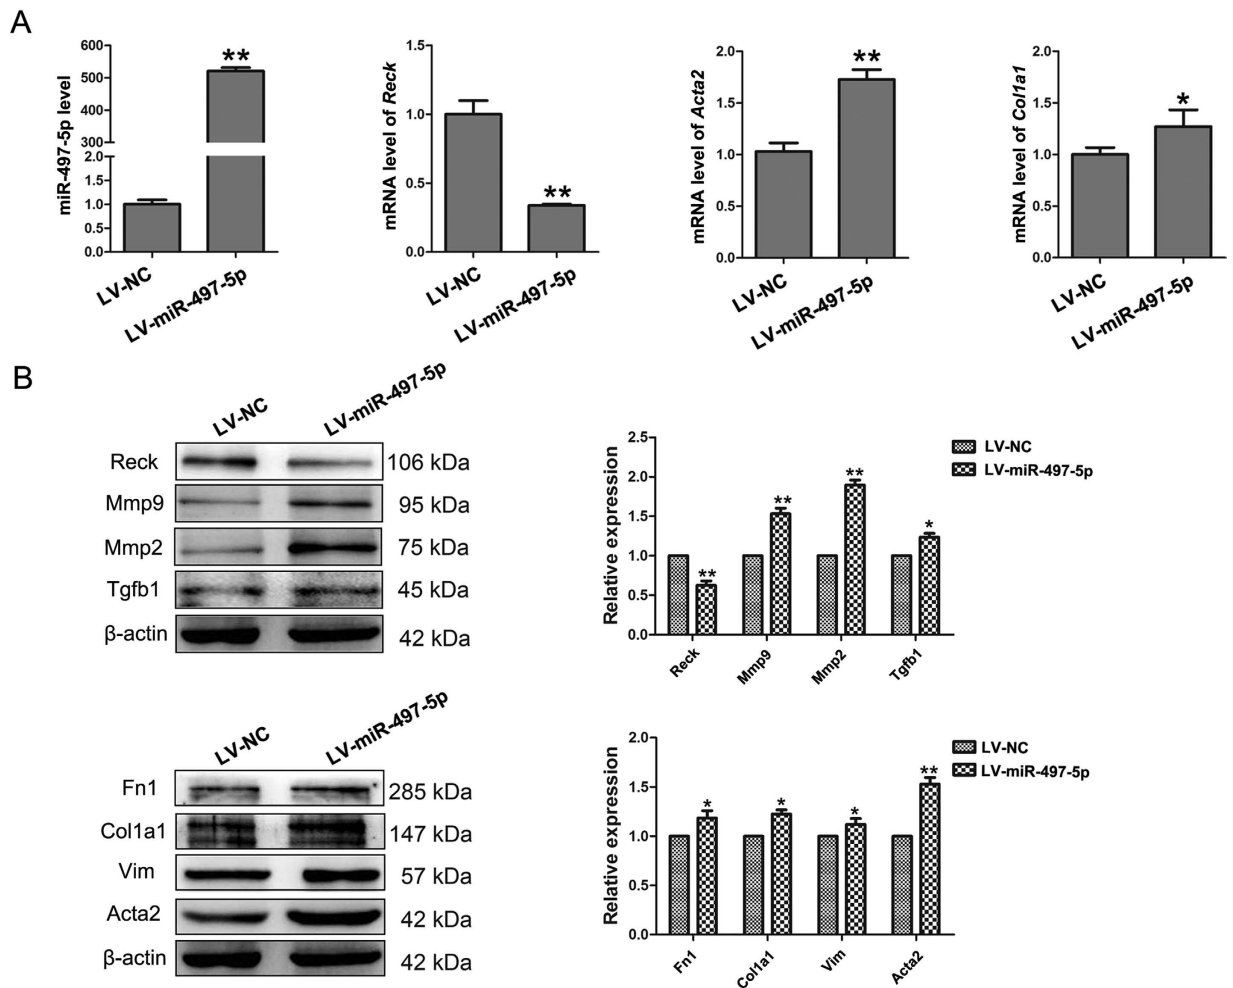 A
miR-497-5p level
600
500
400
300
2.0
1.5
1.0
0.5
0.0
**
LV-NC
LV-miR-497-5p
mRNA level of Reck
1.5
1.0
0.5
0.0
**
LV-NC
LV-miR-497-5p
mRNA level of Acta2
2.0
1.5
1.0
0.5
0.0
**
LV-NC
LV-miR-497-5p
mRNA level of Col1a1
2.0
1.5
1.0
0.5
0.0
*
LV-NC
LV-miR-497-5p
B
LV-NC
LV-miR-497-5p
Reck 106 kDa
Mmp9 95 kDa
Mmp2 75 kDa
Tgfb1 45 kDa
β-actin 42 kDa
Relative expression
2.5
2.0
1.5
1.0
0.5
0.0
**
**
**
*
Reck
Mmp9
Mmp2
Tgfb1
LV-NC
LV-miR-497-5p
LV-NC
LV-miR-497-5p
Fn1 285 kDa
Col1a1 147 kDa
Vim 57 kDa
Acta2 42 kDa
β-actin 42 kDa
Relative expression
2.0
1.5
1.0
0.5
0.0
*
*
*
**
Fn1
Col1a1
Vim
Acta2
LV-NC
LV-miR-497-5p